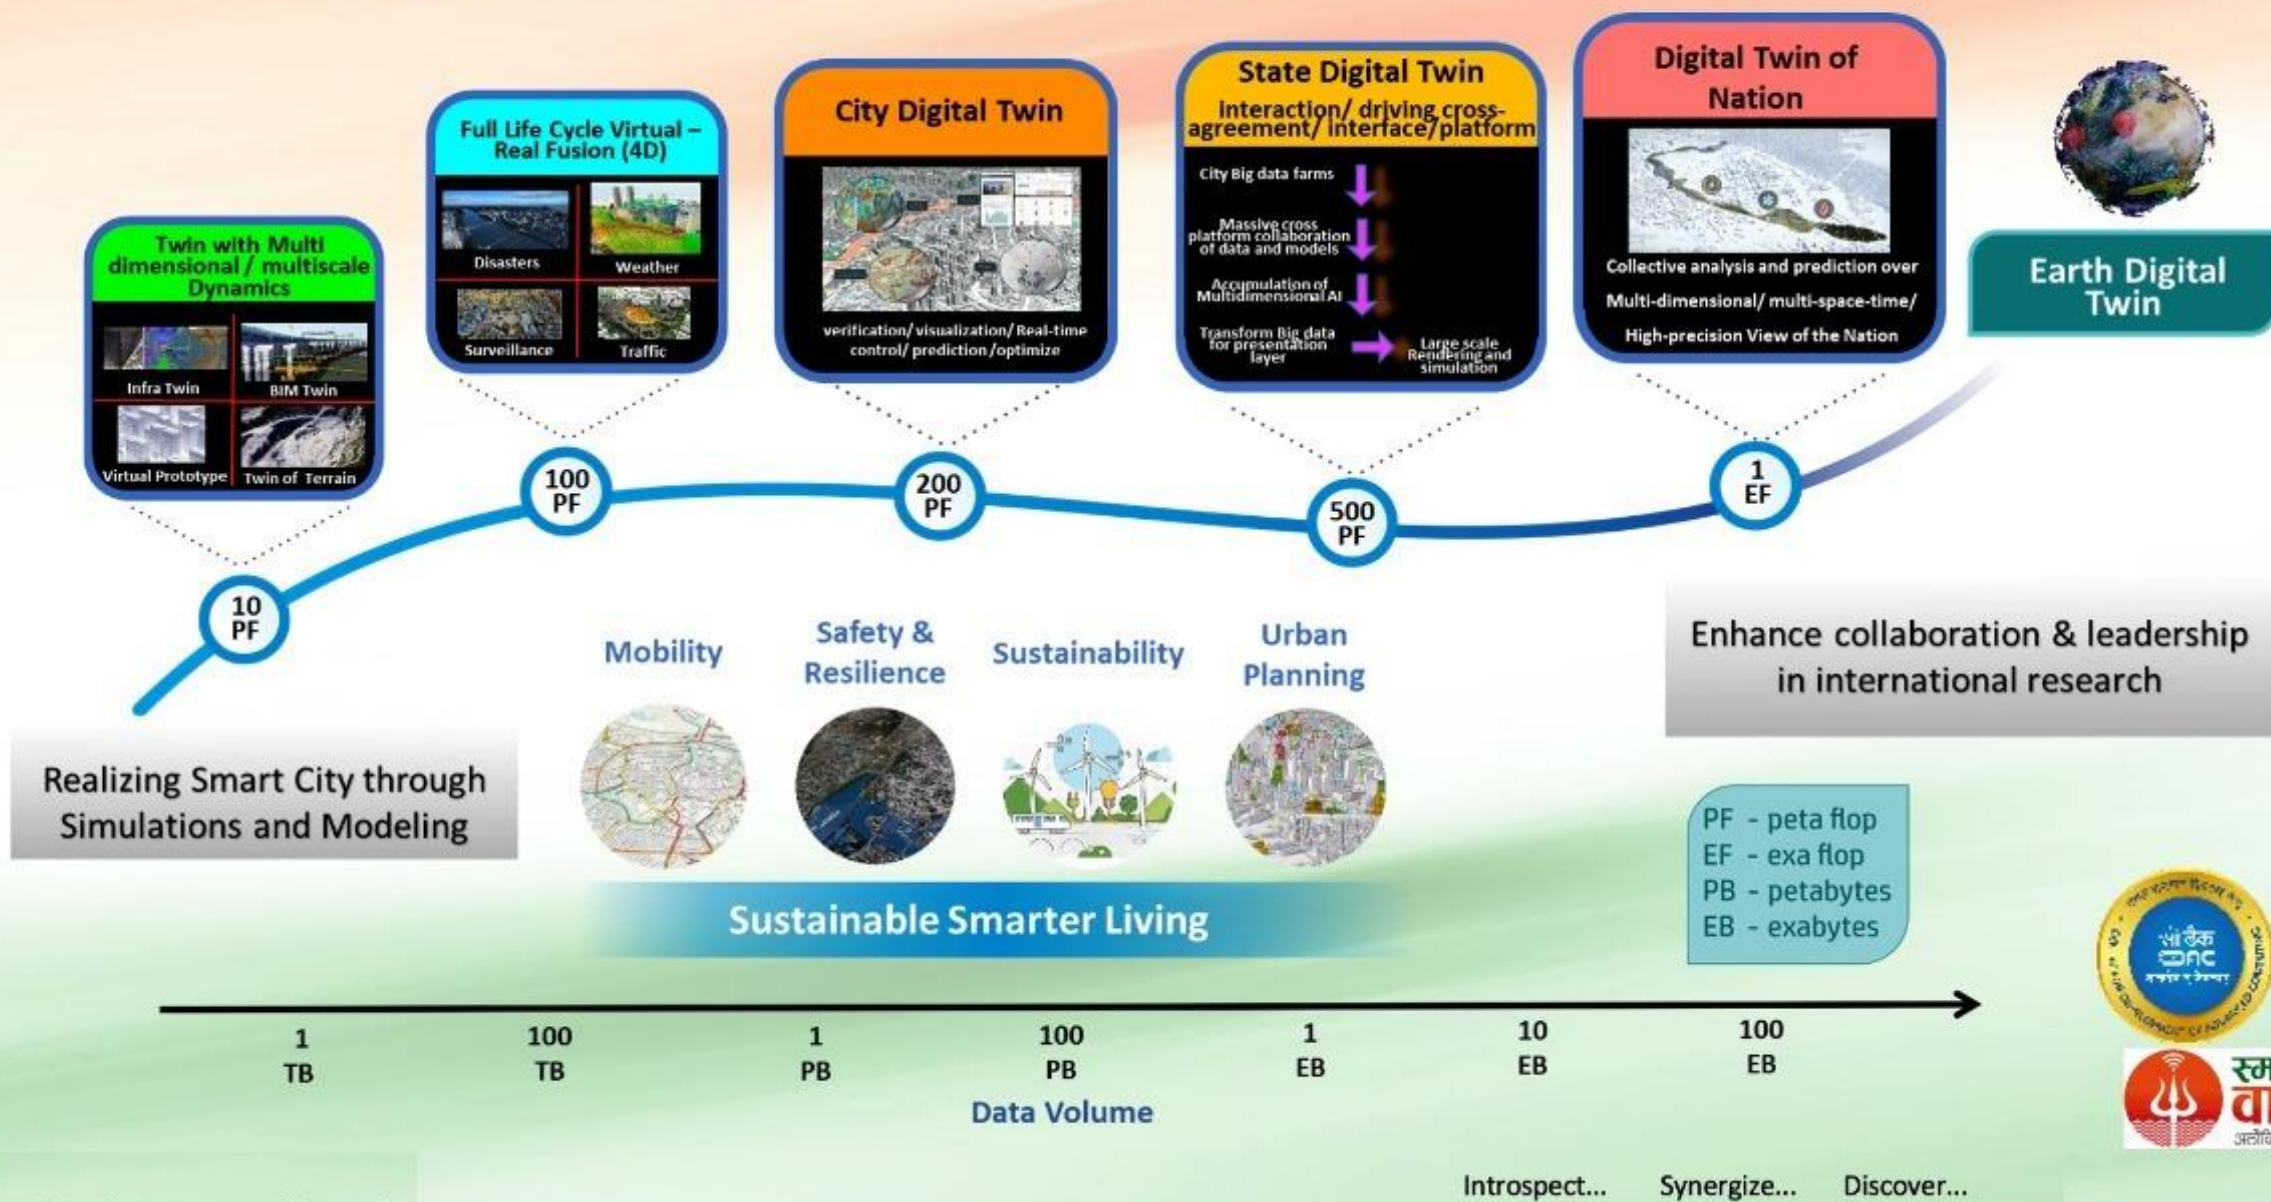 Twin with Multi
dimensional / multiscale
Dynamics
Infra Twin
BIM Twin
Virtual Prototype
Twin of Terrain
10
PF
Full Life Cycle Virtual –
Real Fusion (4D)
Disasters
Weather
Surveillance
Traffic
100
PF
City Digital Twin
verification/ visualization/ Real-time
control/ prediction /optimize
200
PF
State Digital Twin
Interaction/ driving cross-
agreement/ interface/platform
City Big data farms
Massive cross
platform collaboration
of data and models
Accumulation of
Multidimensional AI
Transform Big data
for presentation
layer
Large scale
Rendering and
simulation
500
PF
Digital Twin of
Nation
Collective analysis and prediction over
Multi-dimensional/ multi-space-time/
High-precision View of the Nation
1
EF
Earth Digital
Twin
Realizing Smart City through
Simulations and Modeling
Mobility
Safety &
Resilience
Sustainability
Urban
Planning
Sustainable Smarter Living
Enhance collaboration & leadership
in international research
PF - peta flop
EF - exa flop
PB - petabytes
EB - exabytes
सी डैक
CDAC
1
TB
100
TB
1
PB
100
PB
1
EB
10
EB
100
EB
Data Volume
Introspect... Synergize... Discover...